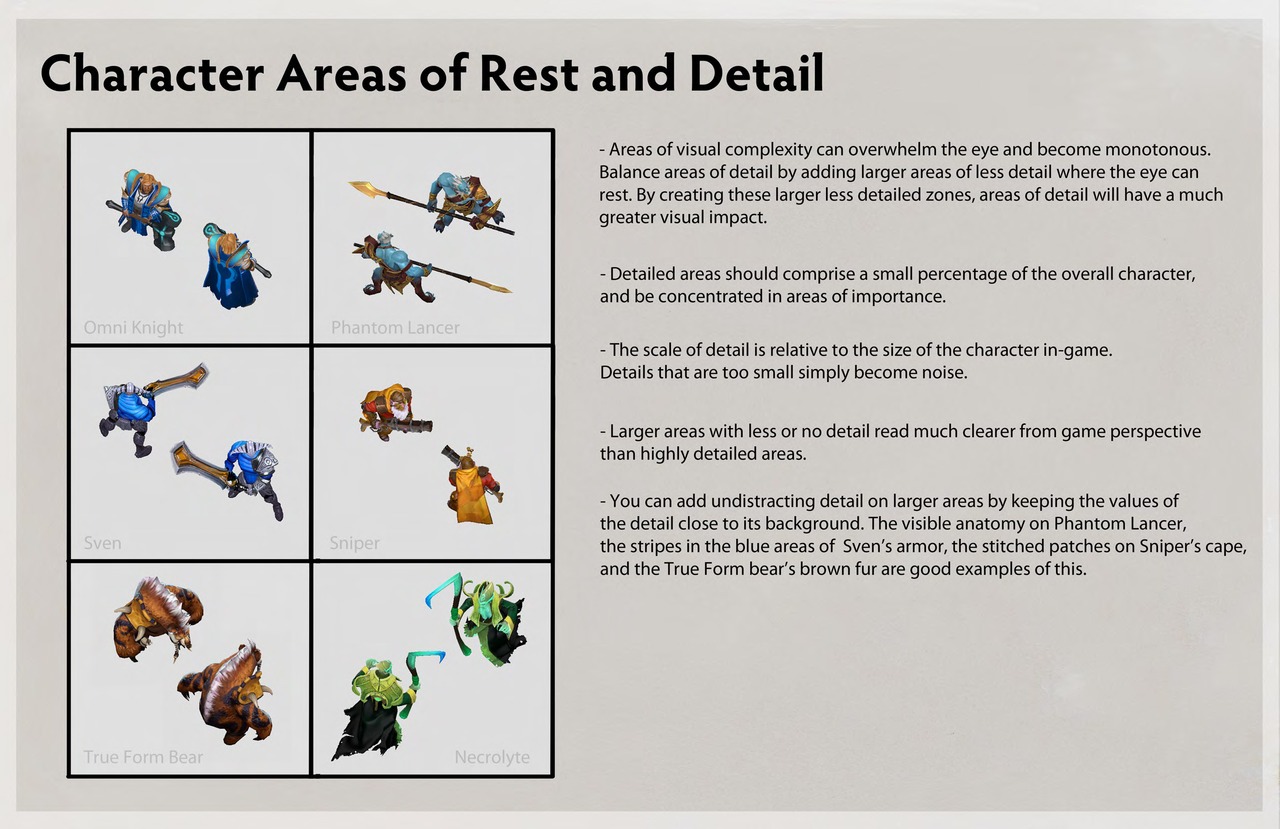 Character Areas of Rest and Detail
Omni Knight
Phantom Lancer
Sven
Sniper
True Form Bear
Necrolyte
- Areas of visual complexity can overwhelm the eye and become monotonous.
Balance areas of detail by adding larger areas of less detail where the eye can
rest. By creating these larger less detailed zones, areas of detail will have a much
greater visual impact.
- Detailed areas should comprise a small percentage of the overall character,
and be concentrated in areas of importance.
- The scale of detail is relative to the size of the character in-game.
Details that are too small simply become noise.
- Larger areas with less or no detail read much clearer from game perspective
than highly detailed areas.
- You can add undistracting detail on larger areas by keeping the values of
the detail close to its background. The visible anatomy on Phantom Lancer,
the stripes in the blue areas of Sven's armor, the stitched patches on Sniper's cape,
and the True Form bear's brown fur are good examples of this.